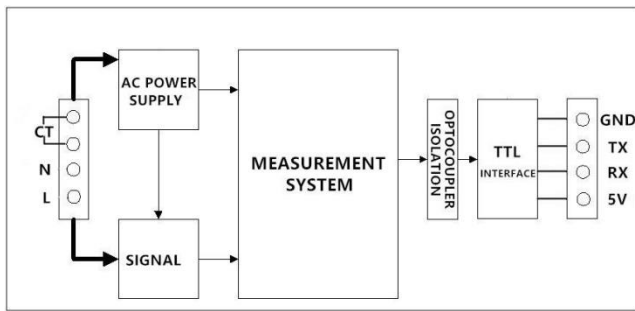 AC POWER
SUPPLY
CT
N
L
SIGNAL
MEASUREMENT
SYSTEM
OPTOCOUPLER
ISOLATION
TTL
INTERFACE
GND
TX
RX
5V